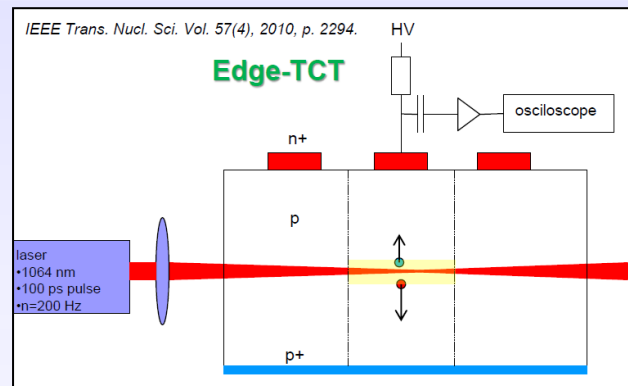 IEEE Trans. Nucl. Sci. Vol. 57(4), 2010, p. 2294.
HV
Edge-TCT
osciloscope
n+
p
laser
•1064 nm
•100 ps pulse
•n=200 Hz
p+